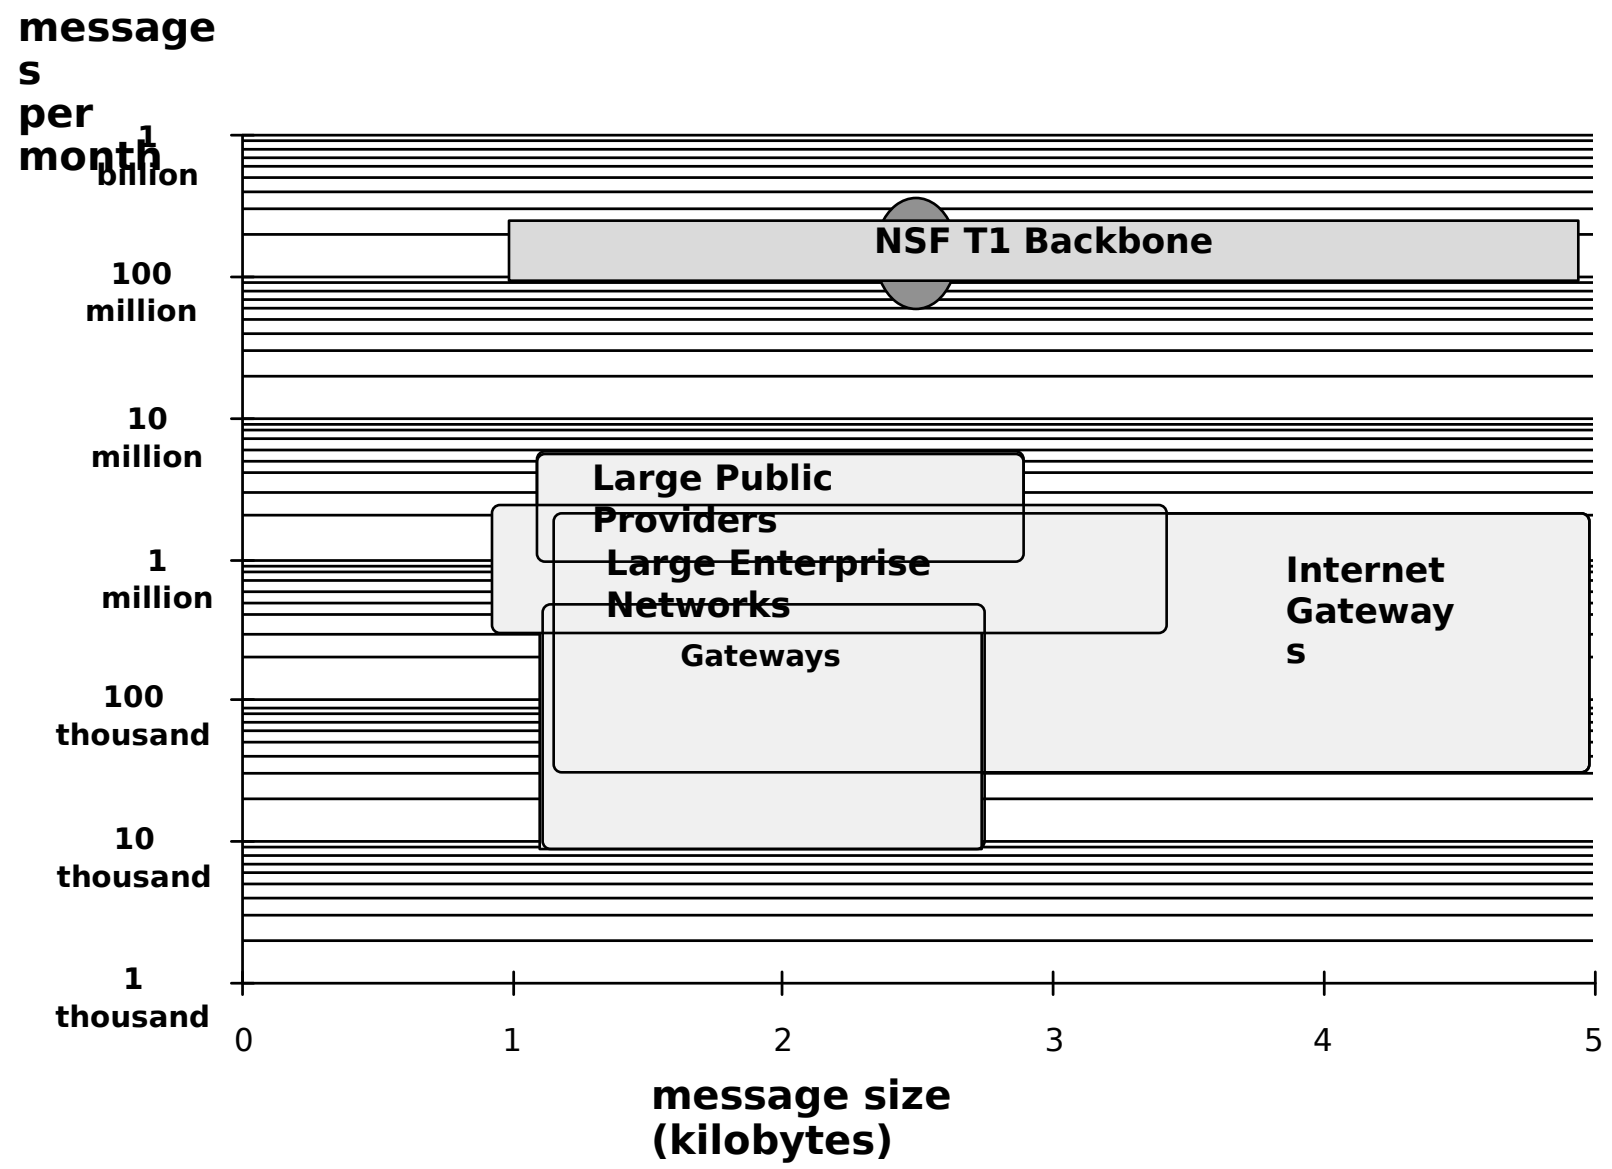 message
s
per
month
1
billion
NSF T1 Backbone
100
million
10
million
Large Public
Providers
Large Enterprise
Networks
1
million
Internet
Gateway
s
Gateways
100
thousand
10
thousand
1
thousand
0 1 2 3 4 5
message size
(kilobytes)